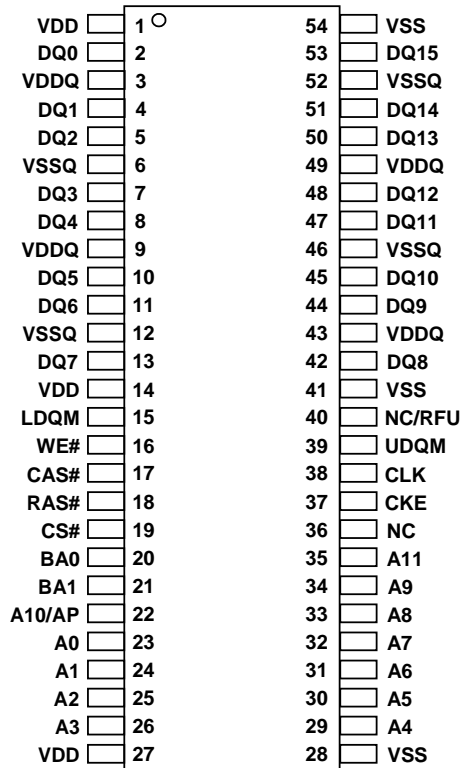 VDD 1 54 VSS
DQ0 2 53 DQ15
VDDQ 3 52 VSSQ
DQ1 4 51 DQ14
DQ2 5 50 DQ13
VSSQ 6 49 VDDQ
DQ3 7 48 DQ12
DQ4 8 47 DQ11
VDDQ 9 46 VSSQ
DQ5 10 45 DQ10
DQ6 11 44 DQ9
VSSQ 12 43 VDDQ
DQ7 13 42 DQ8
VDD 14 41 VSS
LDQM 15 40 NC/RFU
WE# 16 39 UDQM
CAS# 17 38 CLK
RAS# 18 37 CKE
CS# 19 36 NC
BA0 20 35 A11
BA1 21 34 A9
A10/AP 22 33 A8
A0 23 32 A7
A1 24 31 A6
A2 25 30 A5
A3 26 29 A4
VDD 27 28 VSS